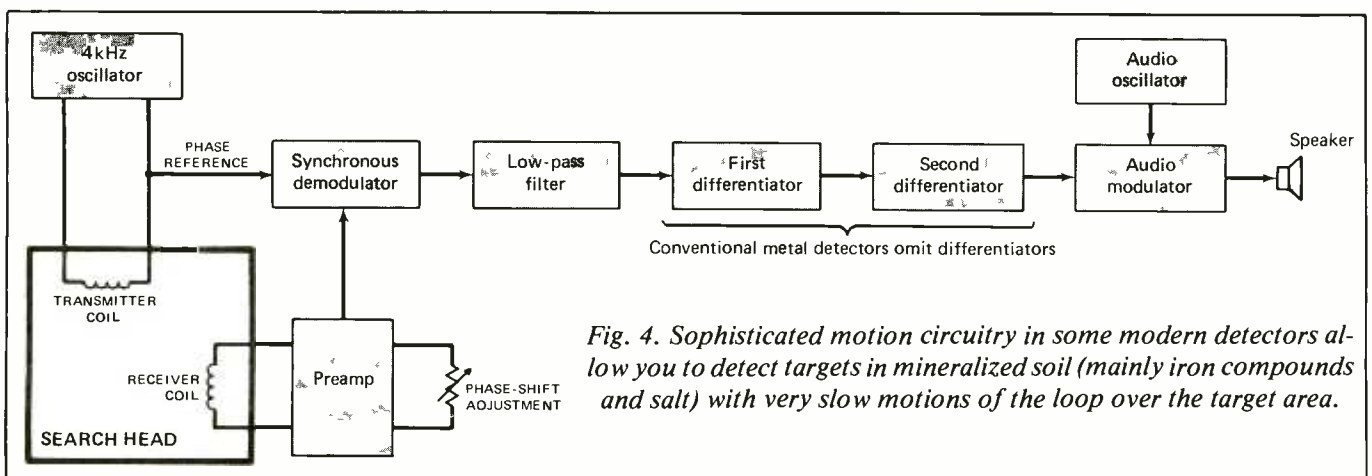 4kHz
oscillator
PHASE
REFERENCE
Synchronous
demodulator
Low-pass
filter
First
differentiator
Second
differentiator
Audio
oscillator
Audio
modulator
Speaker
Conventional metal detectors omit differentiators
TRANSMITTER
COIL
RECEIVER
COIL
SEARCH HEAD
Preamp
PHASE-SHIFT
ADJUSTMENT
Fig. 4. Sophisticated motion circuitry in some modern detectors al-
low you to detect targets in mineralized soil (mainly iron compounds
and salt) with very slow motions of the loop over the target area.